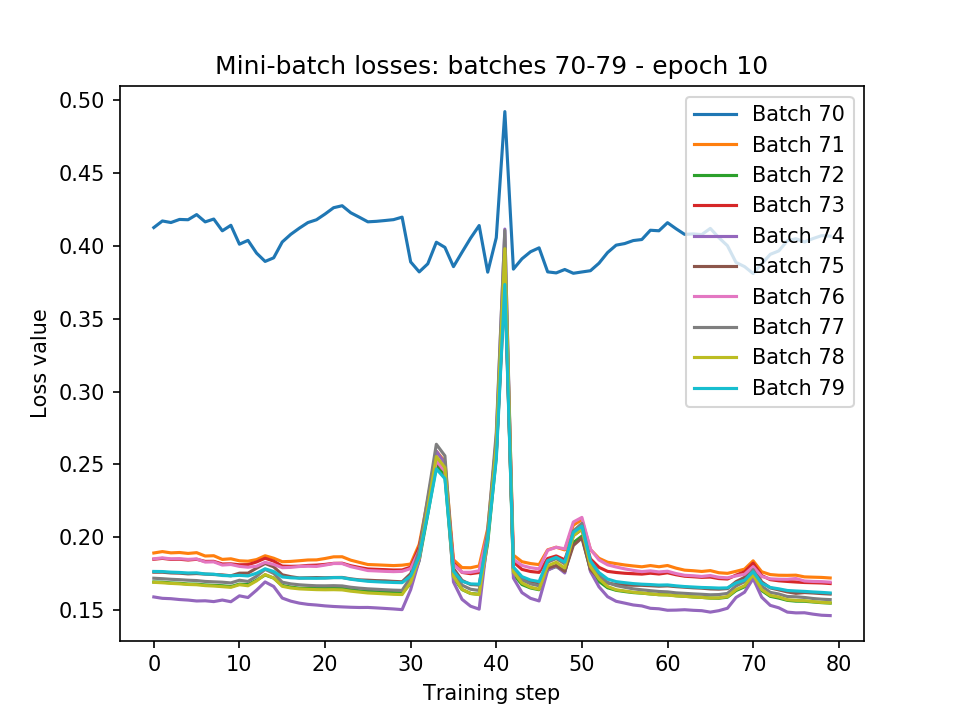 Mini-batch losses: batches 70-79 - epoch 10
0.50
0.45
0.40
0.35
0.30
0.25
0.20
0.15
Loss value
0
10
20
30
40
50
60
70
80
Training step
Batch 70
Batch 71
Batch 72
Batch 73
Batch 74
Batch 75
Batch 76
Batch 77
Batch 78
Batch 79